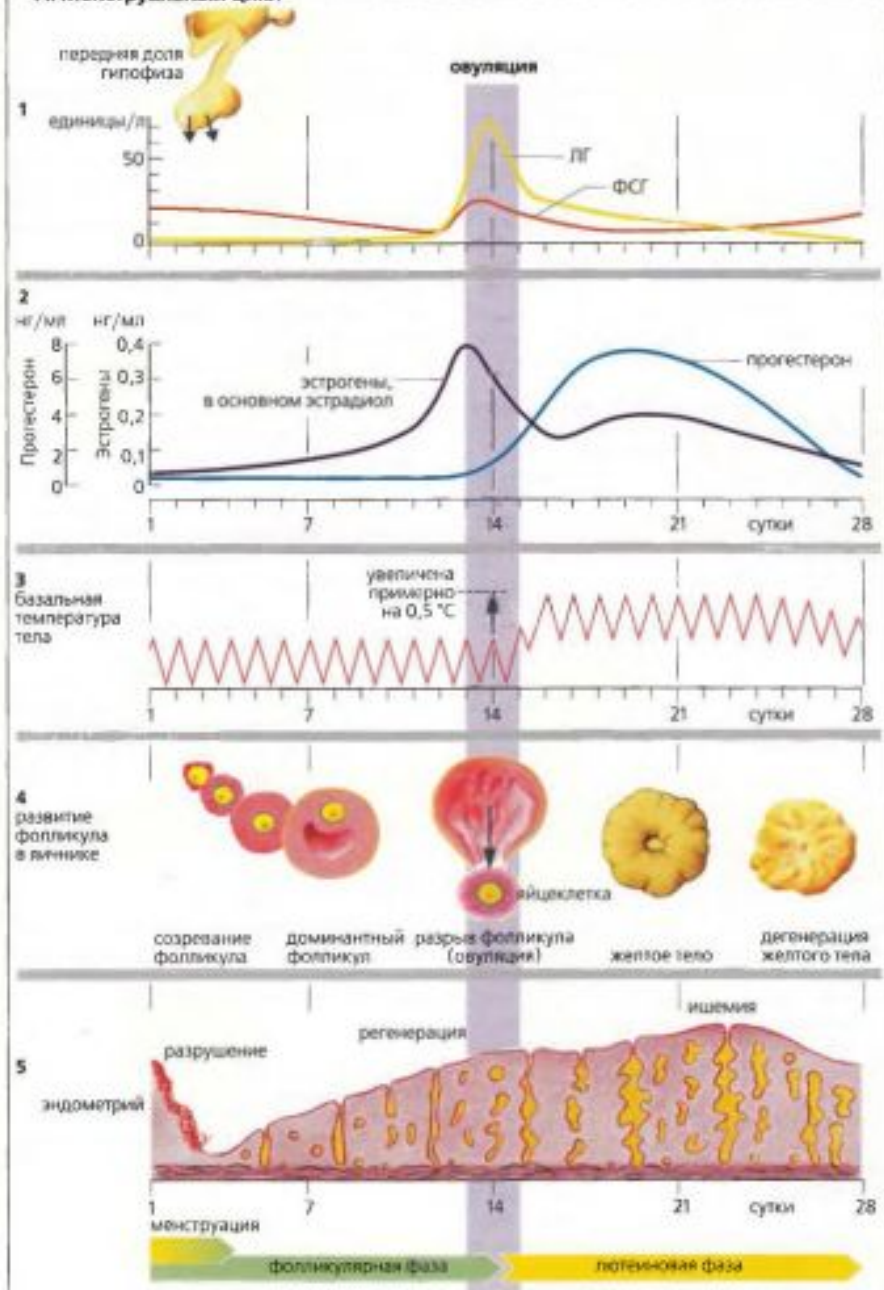 передняя доля
гипофиза
овуляция
1
единицы/л
50
ЛГ
ФСГ
0
2
нг/мл нг/мл
Прогестерон
8
6
4
2
0
Эстрогены
0,4
0,3
0,2
0,1
0
эстрогены,
в основном эстрадиол
прогестерон
1 7 14 21 сутки 28
3
базальная
температура
тела
увеличена
примерно
на 0,5 °C
1 7 14 21 сутки 28
4
развитие
фолликула
в яичнике
яйцеклетка
созревание
фолликула
доминантный
фолликул
разрыв фолликула
(овуляция)
желтое тело
дегенерация
желтого тела
5
эндометрий
разрушение
регенерация
ишемия
1 7 14 21 сутки 28
менструация
фолликулярная фаза
лютеиновая фаза